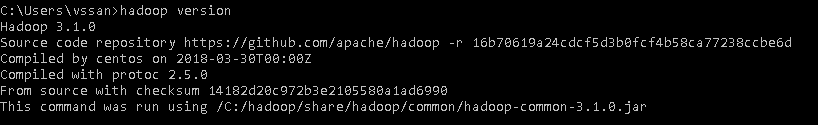 C:\Users\vssan>hadoop version
Hadoop 3.1.0
Source code repository https://github.com/apache/hadoop -r 16b70619a24cdcf5d3b0fcf4b58ca77238ccbe6d
Compiled by centos on 2018-03-30T00:00Z
Compiled with protoc 2.5.0
From source with checksum 14182d20c972b3e2105580a1ad6990
This command was run using /C:/hadoop/share/hadoop/common/hadoop-common-3.1.0.jar